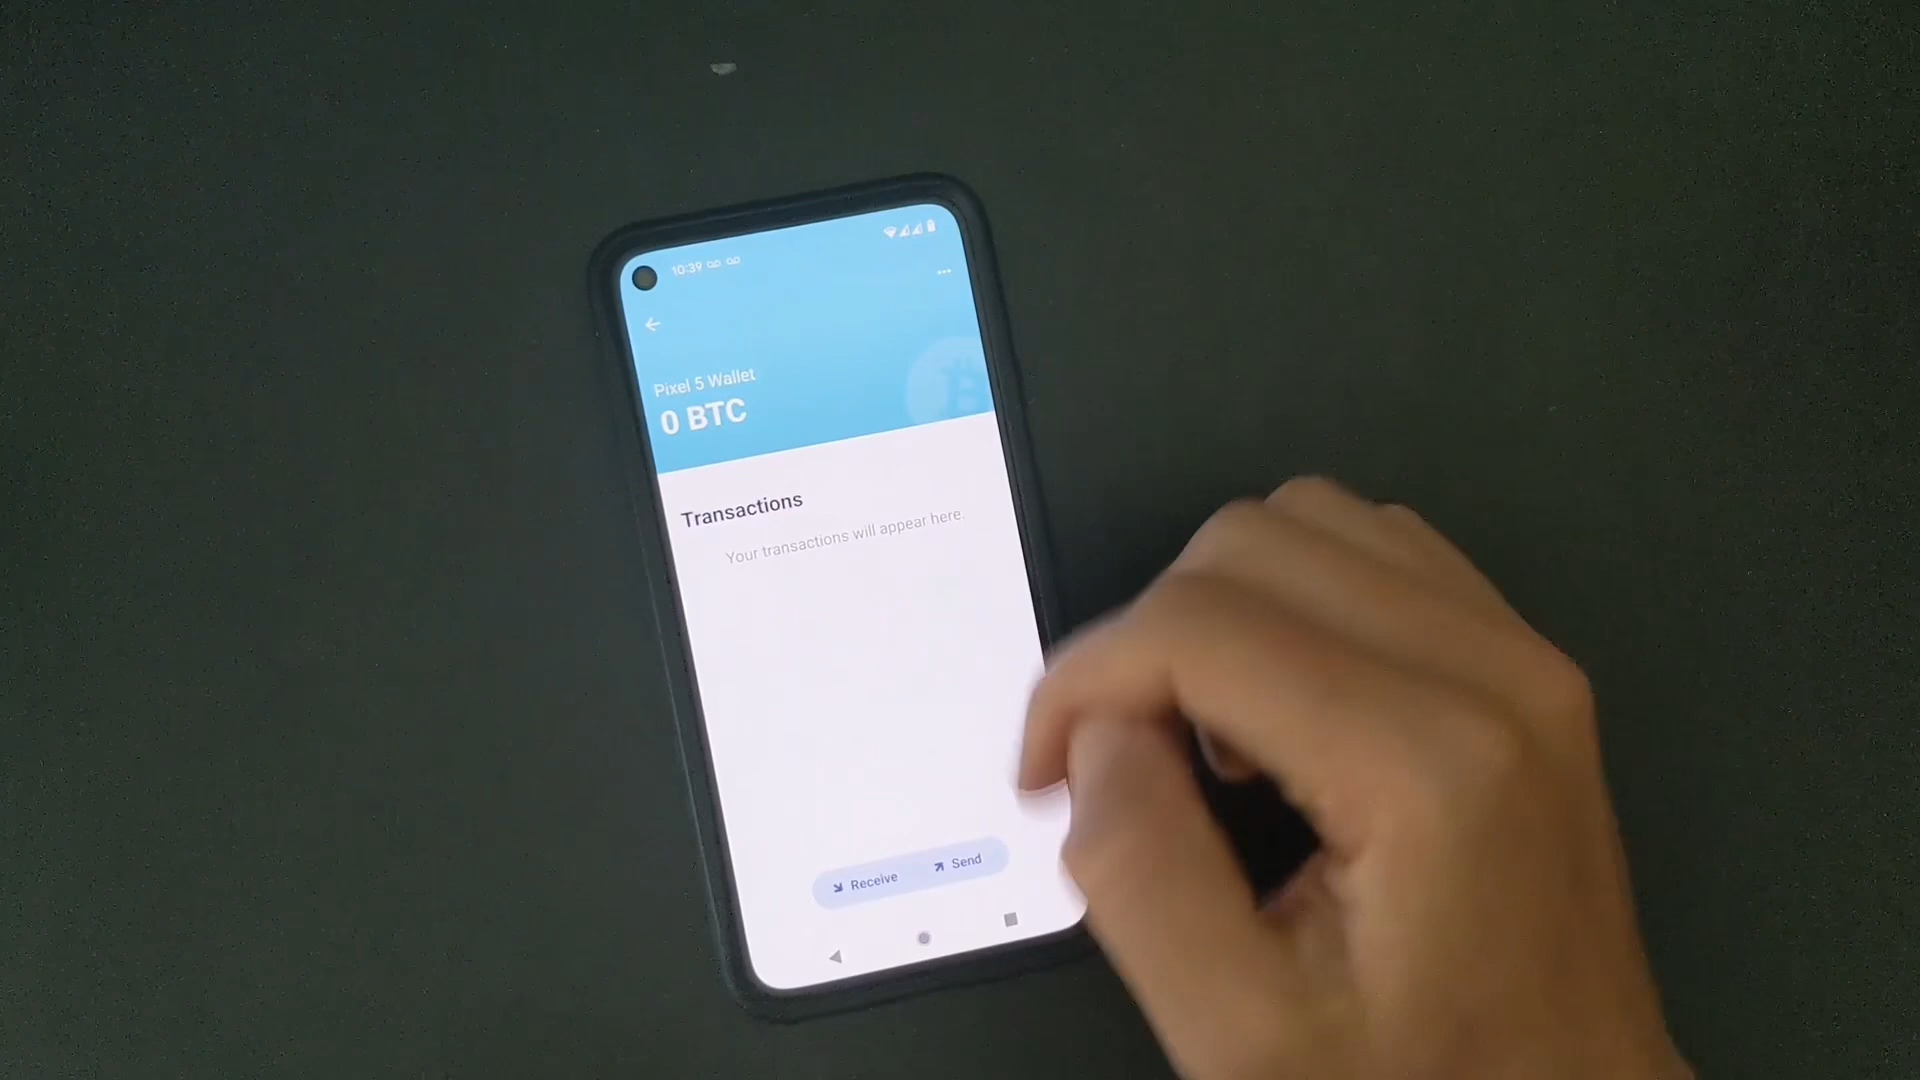 10:39
Pixel 5 Wallet
0 BTC
Transactions
Your transactions will appear here.
Receive
Send